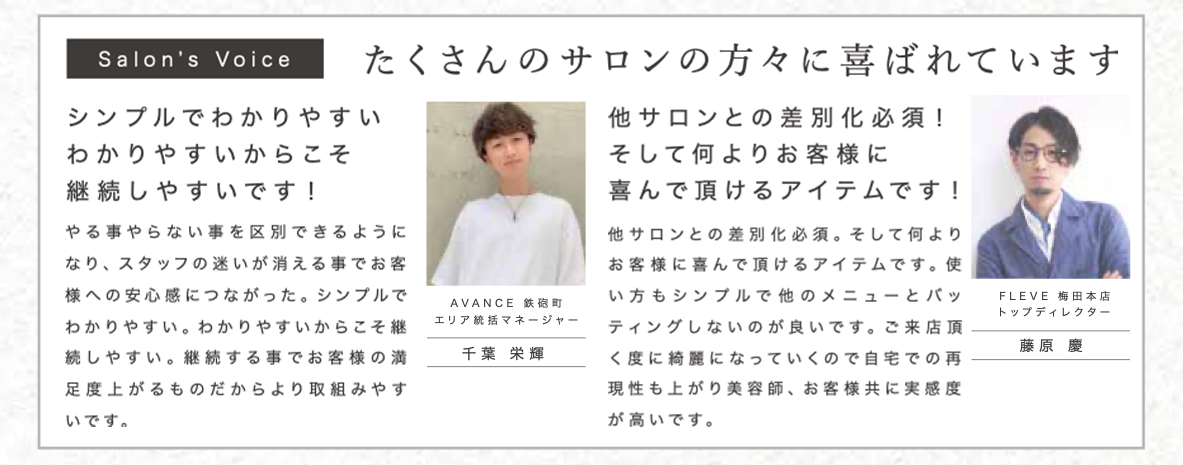 Salon's Voice
たくさんのサロンの方々に喜ばれています
シンプルでわかりやすい
わかりやすいからこそ
継続しやすいです！
やる事やらない事を区別できるように
なり、スタッフの迷いが消える事でお客
様への安心感につながった。シンプルで
わかりやすい。わかりやすいからこそ継
続しやすい。継続する事でお客様の満
足度上がるものだからより取組みやす
いです。
AVANCE 鉄砲町
エリア統括マネージャー
千葉 栄輝
他サロンとの差別化必須！
そして何よりお客様に
喜んで頂けるアイテムです！
他サロンとの差別化必須。そして何より
お客様に喜んで頂けるアイテムです。使
い方もシンプルで他のメニューとバッ
ティングしないのが良いです。ご来店頂
く度に綺麗になっていくので自宅での再
現性も上がり美容師、お客様共に実感度
が高いです。
FLEVE 梅田本店
トップディレクター
藤原 慶